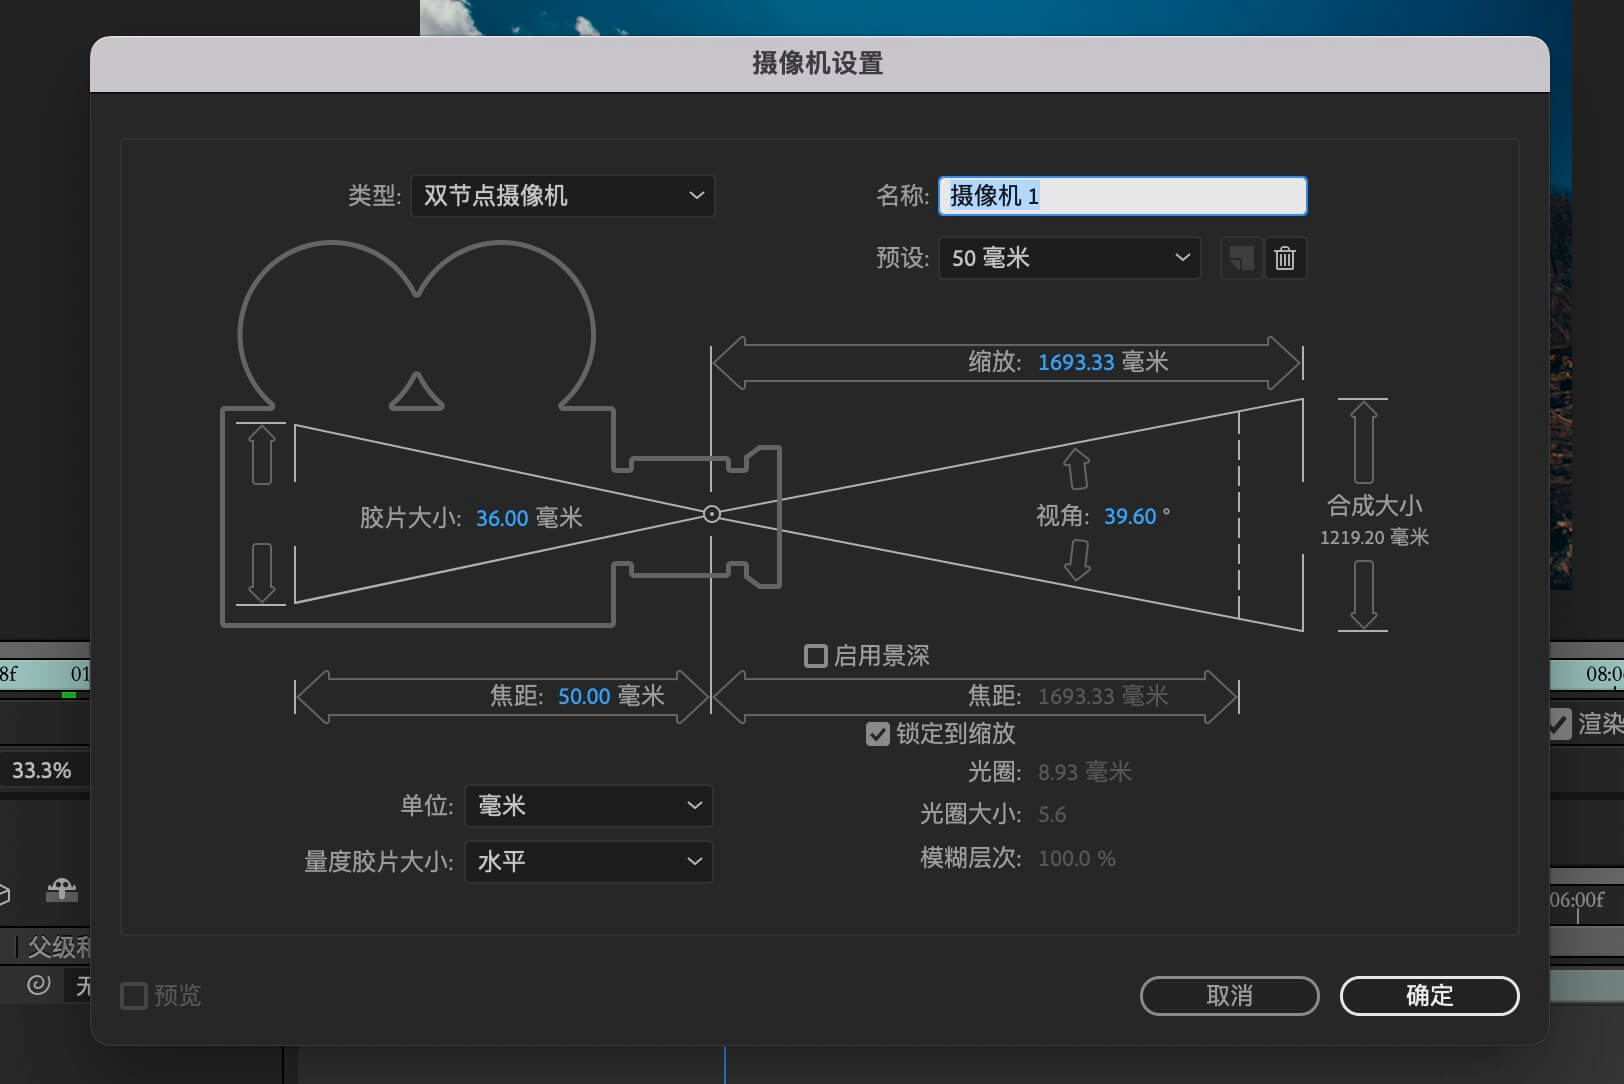 摄像机设置
类型: 双节点摄像机
名称: 摄像机 1
预设: 50 毫米
缩放: 1693.33 毫米
胶片大小: 36.00 毫米
视角: 39.60 °
合成大小
1219.20 毫米
启用景深
焦距: 50.00 毫米
焦距: 1693.33 毫米
锁定到缩放
光圈: 8.93 毫米
光圈大小: 5.6
模糊层次: 100.0 %
单位: 毫米
量度胶片大小: 水平
预览
取消
确定
8f
01
08:0
渲染
33.3%
06:00f
父级和
无